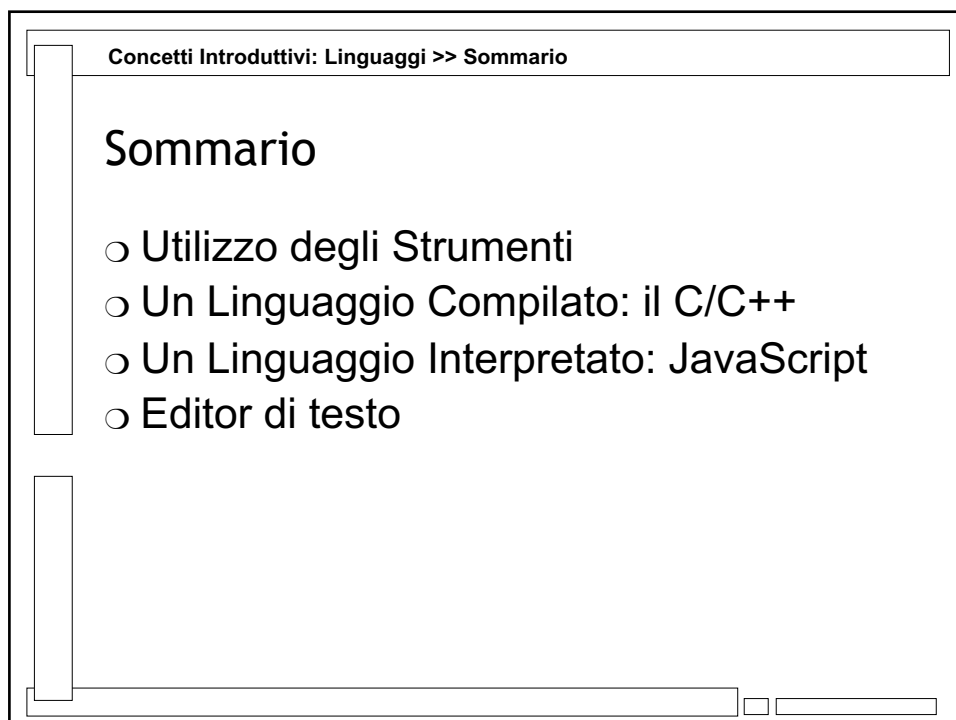 Concetti Introduttivi: Linguaggi >> Sommario
Sommario
❍ Utilizzo degli Strumenti
❍ Un Linguaggio Compilato: il C/C++
❍ Un Linguaggio Interpretato: JavaScript
❍ Editor di testo